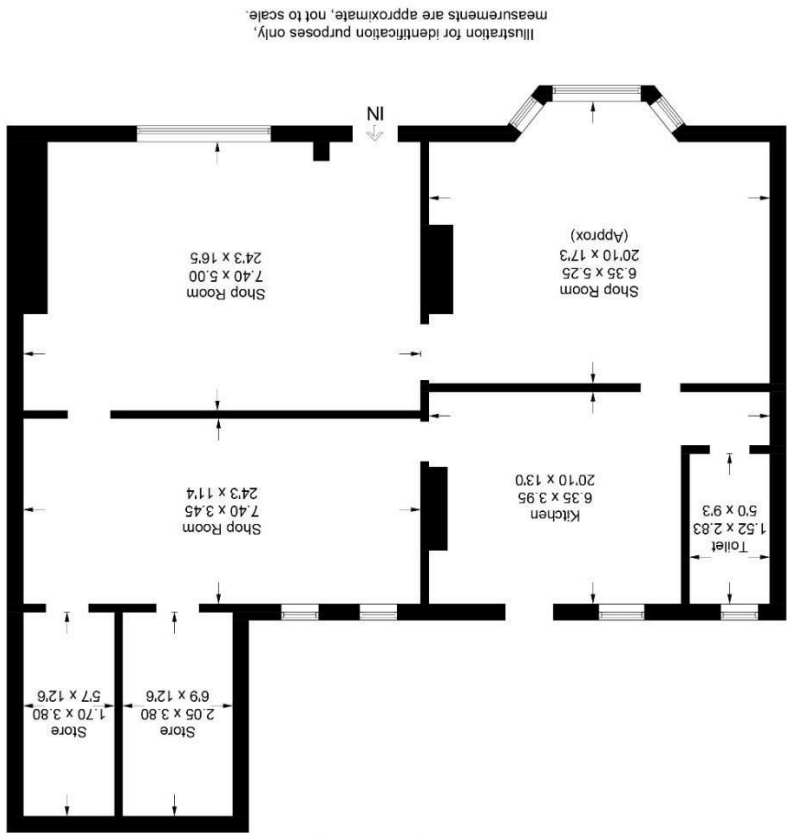 Store
2.05 x 3.80
6'9 x 12'6
Store
1.70 x 3.80
5'7 x 12'6
Toilet
1.52 x 2.83
5'0 x 9'3
Kitchen
6.35 x 3.95
20'10 x 13'0
Shop Room
7.40 x 3.45
24'3 x 11'4
Shop Room
6.35 x 5.25
20'10 x 17'3
(Approx)
Shop Room
7.40 x 5.00
24'3 x 16'5
IN
Illustration for identification purposes only,
measurements are approximate, not to scale.